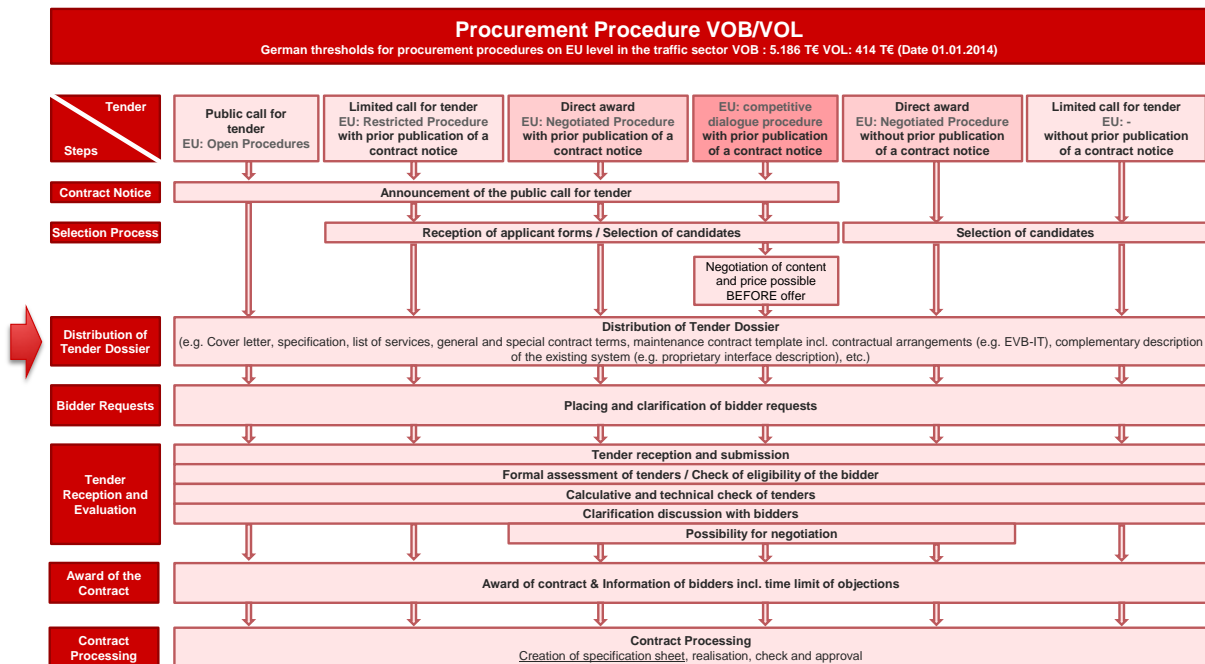 Procurement Procedure VOB/VOL
German thresholds for procurement procedures on EU level in the traffic sector VOB : 5.186 T€ VOL: 414 T€ (Date 01.01.2014)
Tender
Steps
Public call for
tender
EU: Open Procedures
Limited call for tender
EU: Restricted Procedure
with prior publication of a
contract notice
Direct award
EU: Negotiated Procedure
with prior publication of a
contract notice
EU: competitive
dialogue procedure
with prior publication
of a contract notice
Direct award
EU: Negotiated Procedure
without prior publication
of a contract notice
Limited call for tender
EU: -
without prior publication
of a contract notice
Contract Notice
Announcement of the public call for tender
Selection Process
Reception of applicant forms / Selection of candidates
Selection of candidates
Negotiation of content
and price possible
BEFORE offer
Distribution of
Tender Dossier
Distribution of Tender Dossier
(e.g. Cover letter, specification, list of services, general and special contract terms, maintenance contract template incl. contractual arrangements (e.g. EVB-IT), complementary description
of the existing system (e.g. proprietary interface description), etc.)
Bidder Requests
Placing and clarification of bidder requests
Tender
Reception and
Evaluation
Tender reception and submission
Formal assessment of tenders / Check of eligibility of the bidder
Calculative and technical check of tenders
Clarification discussion with bidders
Possibility for negotiation
Award of the
Contract
Award of contract & Information of bidders incl. time limit of objections
Contract
Processing
Contract Processing
Creation of specification sheet, realisation, check and approval